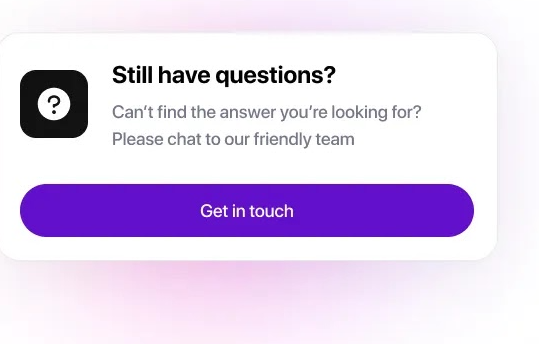 Still have questions?
Can’t find the answer you’re looking for?
Please chat to our friendly team
Get in touch